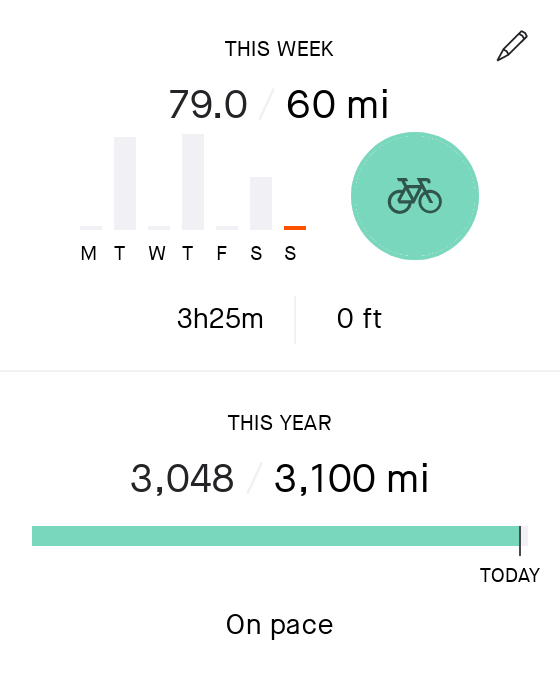 THIS WEEK
79.0 / 60 mi
M T W T F S S
3h25m 0 ft
THIS YEAR
3,048 / 3,100 mi
TODAY
On pace